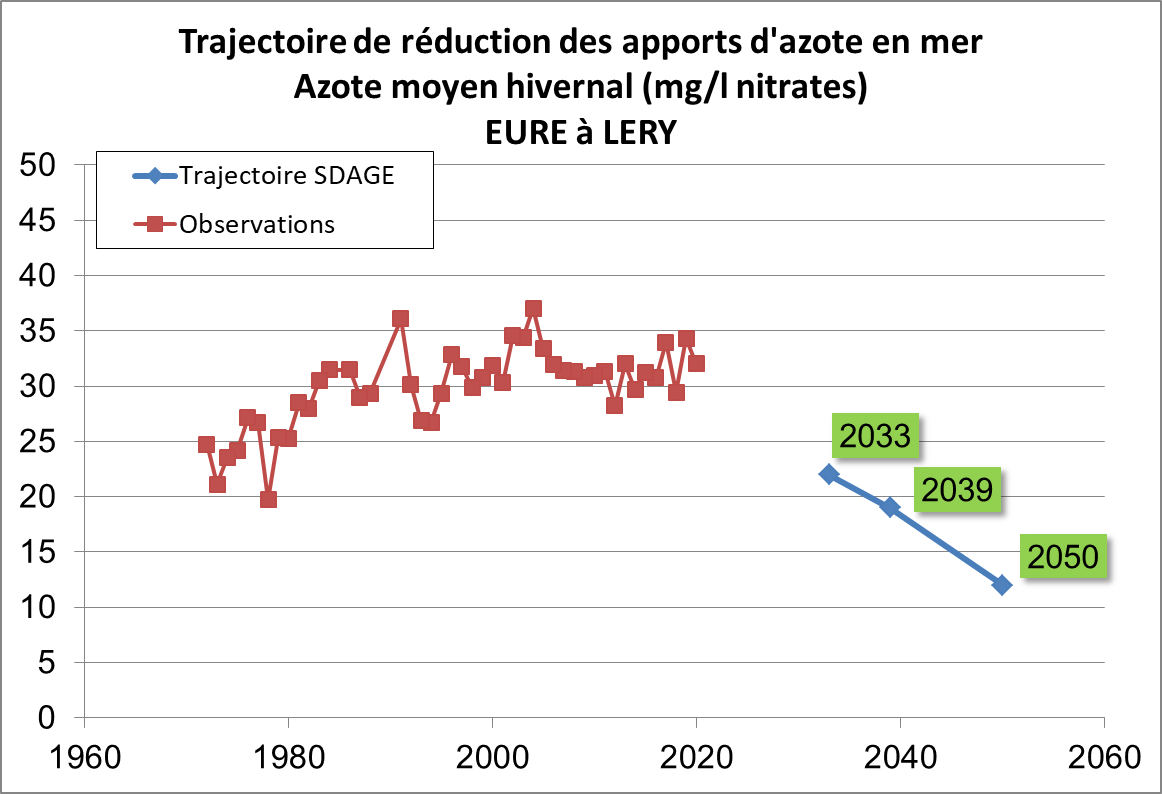 Trajectoire de réduction des apports d'azote en mer
Azote moyen hivernal (mg/l nitrates)
EURE à LERY
50
Trajectoire SDAGE
45
Observations
40
35
30
25
20
15
10
5
0
2033
2039
2050
1960 1980 2000 2020 2040 2060